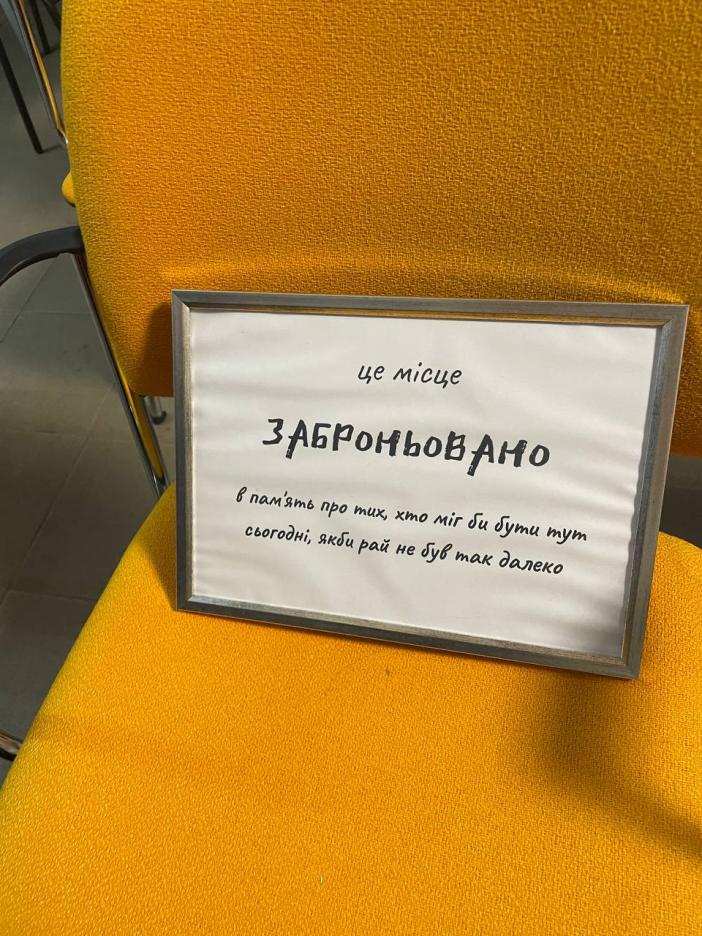 це місце
ЗАБРОНЬОВАНО
в пам'ять про тих, хто міг би бути тут
сьогодні, якби рай не був так далеко